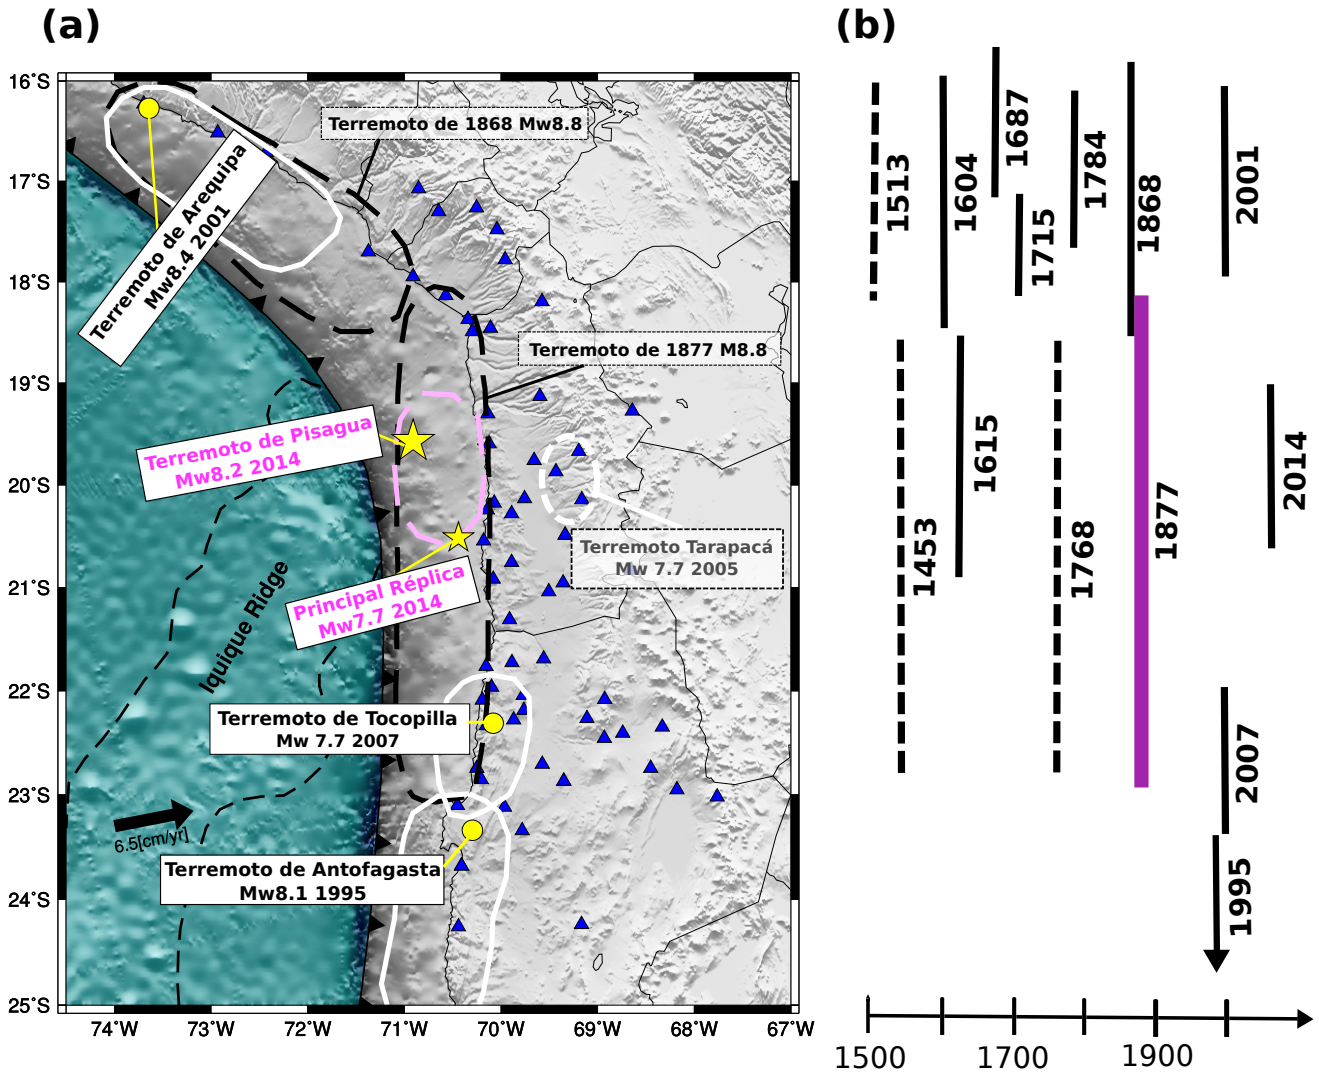 (a)
(b)
16°S
17°S
18°S
19°S
20°S
21°S
22°S
23°S
24°S
25°S
74°W
73°W
72°W
71°W
70°W
69°W
68°W
67°W
Terremoto de 1868 Mw8.8
Terremoto de Arequipa
Mw8.4 2001
Terremoto de 1877 M8.8
Terremoto de Pisagua
Mw8.2 2014
Terremoto Tarapacá
Mw 7.7 2005
Principal Réplica
Mw7.7 2014
Iquique Ridge
Terremoto de Tocopilla
Mw 7.7 2007
6.5[cm/yr]
Terremoto de Antofagasta
Mw8.1 1995
1513
1604
1687
1715
1784
1868
2001
1453
1615
1768
1877
2014
2007
1995
1500
1700
1900